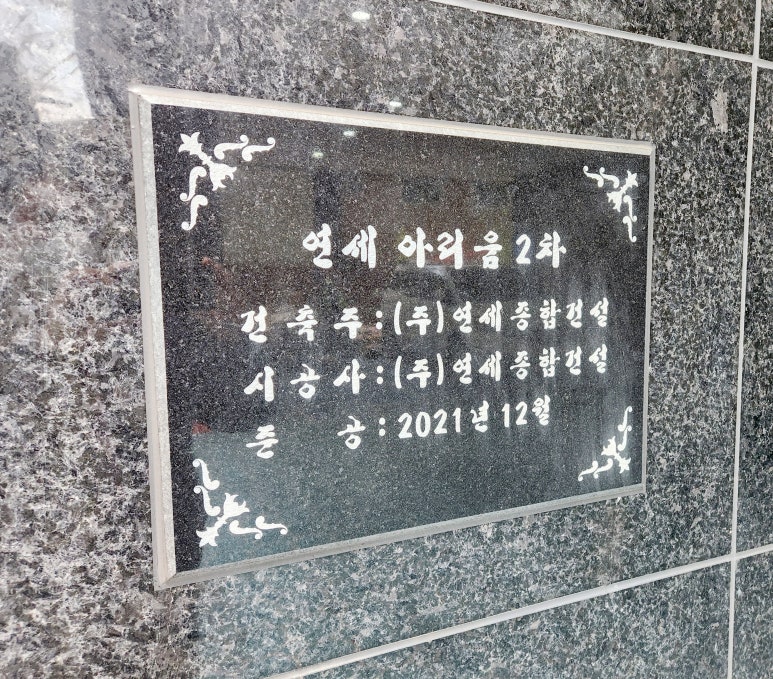 연세 아리움2차
건축주:(주)연세종합건설
시공사:(주)연세종합건설
준 공:2021년 12월